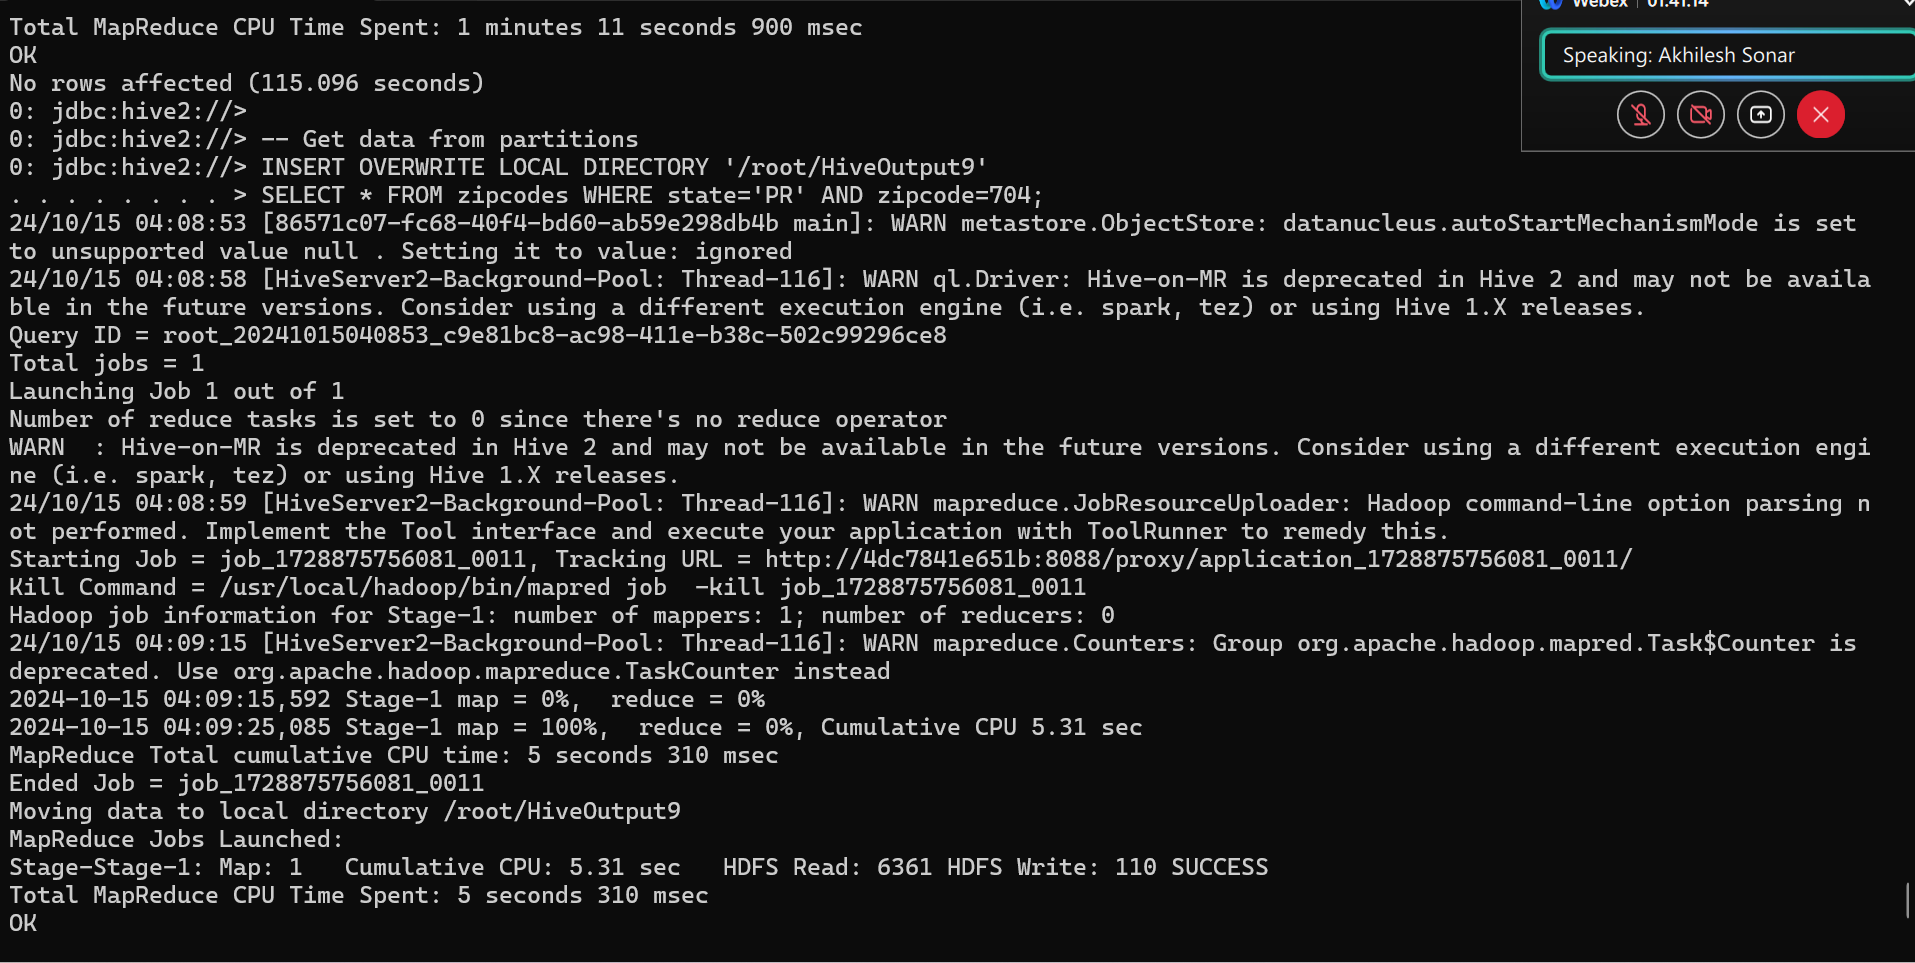 Total MapReduce CPU Time Spent: 1 minutes 11 seconds 900 msec
OK
No rows affected (115.096 seconds)
0: jdbc:hive2://>
0: jdbc:hive2://> -- Get data from partitions
0: jdbc:hive2://> INSERT OVERWRITE LOCAL DIRECTORY '/root/HiveOutput9'
. . . . . . . . > SELECT * FROM zipcodes WHERE state='PR' AND zipcode=704;
24/10/15 04:08:53 [86571c07-fc68-40f4-bd60-ab59e298db4b main]: WARN metastore.ObjectStore: datanucleus.autoStartMechanismMode is set
to unsupported value null . Setting it to value: ignored
24/10/15 04:08:58 [HiveServer2-Background-Pool: Thread-116]: WARN ql.Driver: Hive-on-MR is deprecated in Hive 2 and may not be availa
ble in the future versions. Consider using a different execution engine (i.e. spark, tez) or using Hive 1.X releases.
Query ID = root_20241015040853_c9e81bc8-ac98-411e-b38c-502c99296ce8
Total jobs = 1
Launching Job 1 out of 1
Number of reduce tasks is set to 0 since there's no reduce operator
WARN  : Hive-on-MR is deprecated in Hive 2 and may not be available in the future versions. Consider using a different execution engi
ne (i.e. spark, tez) or using Hive 1.X releases.
24/10/15 04:08:59 [HiveServer2-Background-Pool: Thread-116]: WARN mapreduce.JobResourceUploader: Hadoop command-line option parsing n
ot performed. Implement the Tool interface and execute your application with ToolRunner to remedy this.
Starting Job = job_1728875756081_0011, Tracking URL = http://4dc7841e651b:8088/proxy/application_1728875756081_0011/
Kill Command = /usr/local/hadoop/bin/mapred job  -kill job_1728875756081_0011
Hadoop job information for Stage-1: number of mappers: 1; number of reducers: 0
24/10/15 04:09:15 [HiveServer2-Background-Pool: Thread-116]: WARN mapreduce.Counters: Group org.apache.hadoop.mapred.Task$Counter is
deprecated. Use org.apache.hadoop.mapreduce.TaskCounter instead
2024-10-15 04:09:15,592 Stage-1 map = 0%,  reduce = 0%
2024-10-15 04:09:25,085 Stage-1 map = 100%,  reduce = 0%, Cumulative CPU 5.31 sec
MapReduce Total cumulative CPU time: 5 seconds 310 msec
Ended Job = job_1728875756081_0011
Moving data to local directory /root/HiveOutput9
MapReduce Jobs Launched:
Stage-Stage-1: Map: 1   Cumulative CPU: 5.31 sec   HDFS Read: 6361 HDFS Write: 110 SUCCESS
Total MapReduce CPU Time Spent: 5 seconds 310 msec
OK
Webex | 01:41:14
Speaking: Akhilesh Sonar